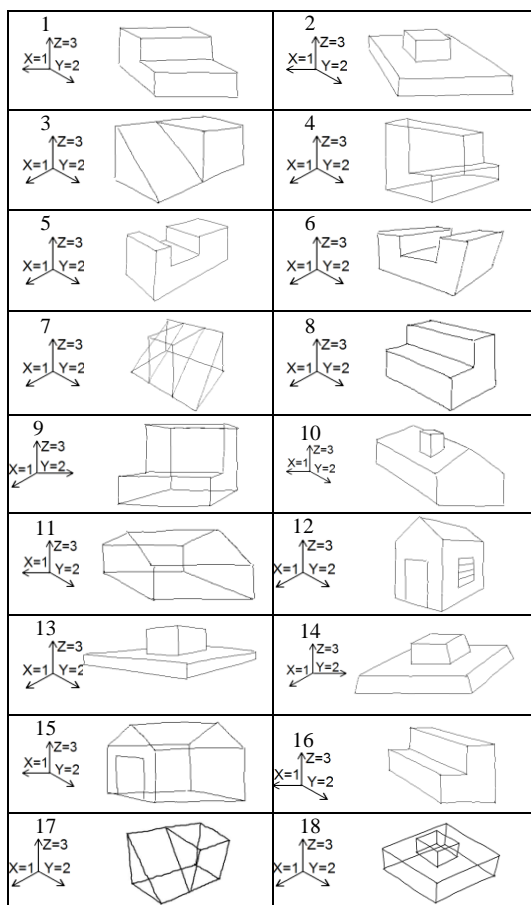 1
Z=3
X=1 Y=2
2
Z=3
X=1 Y=2
3
Z=3
X=1 Y=2
4
Z=3
X=1 Y=2
5
Z=3
X=1 Y=2
6
Z=3
X=1 Y=2
7
Z=3
X=1 Y=2
8
Z=3
X=1 Y=2
9
Z=3
X=1 Y=2
10
Z=3
X=1 Y=2
11
Z=3
X=1 Y=2
12
Z=3
X=1 Y=2
13
Z=3
X=1 Y=2
14
Z=3
X=1 Y=2
15
Z=3
X=1 Y=2
16
Z=3
X=1 Y=2
17
Z=3
X=1 Y=2
18
Z=3
X=1 Y=2